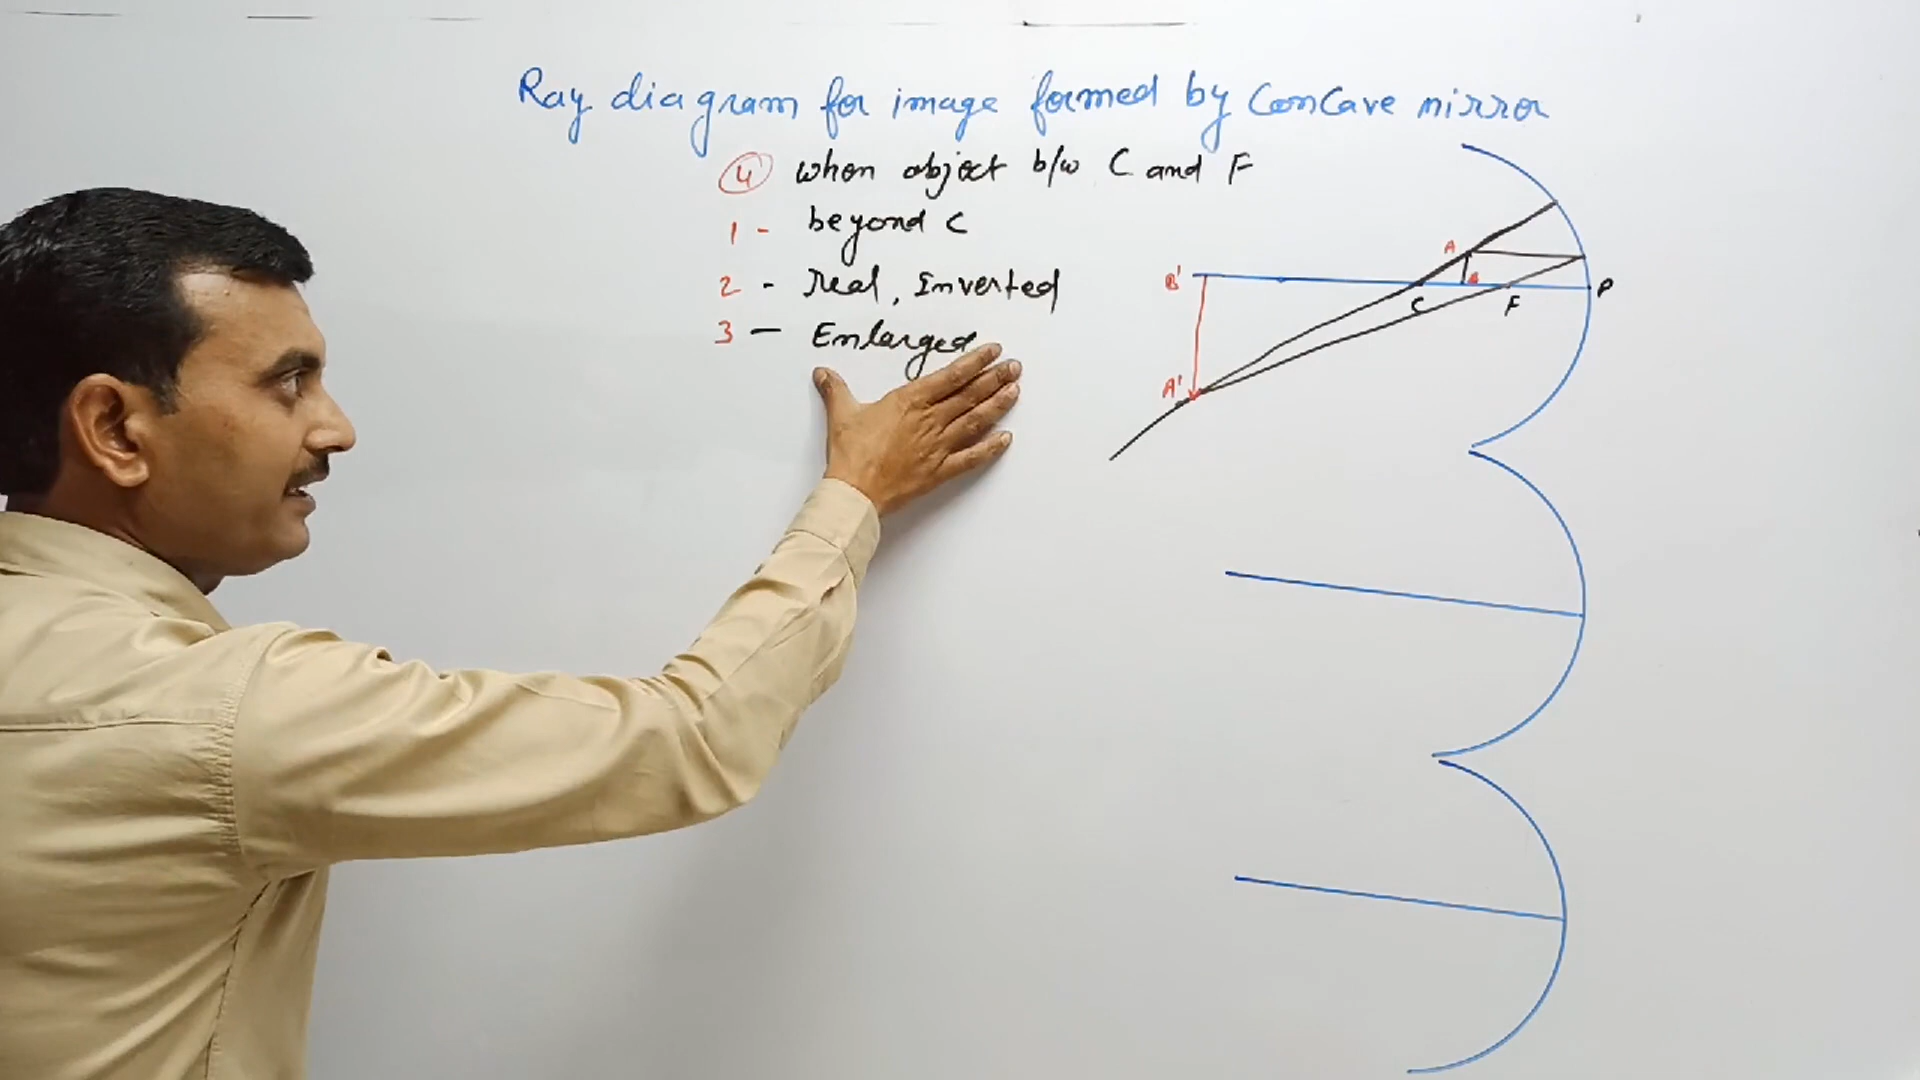 Ray diagram for image formed by Concave mirror
4 when object b/w C and F
1 - beyond C
2 - real, Inverted
3 - Enlarged
A
B' B P
C F
A'